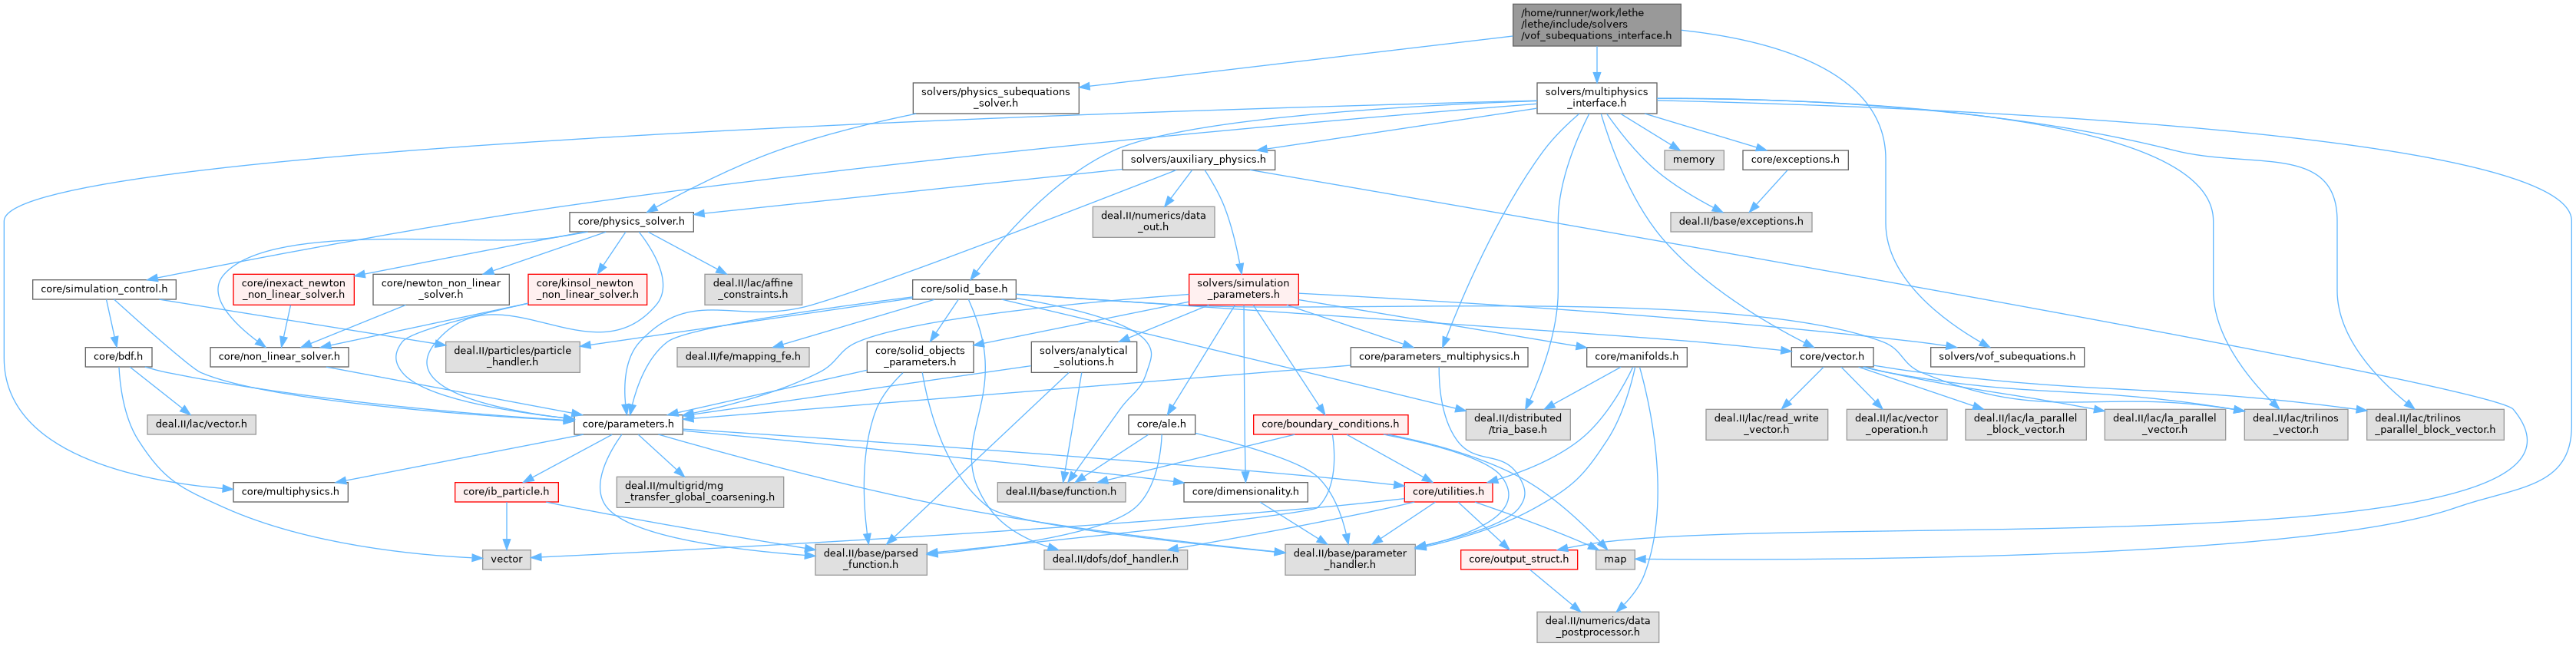 /home/runner/work/lethe
/lethe/include/solvers
/vof_subequations_interface.h
solvers/physics_subequations
_solver.h
solvers/multiphysics
_interface.h
solvers/auxiliary_physics.h
memory
core/exceptions.h
core/physics_solver.h
deal.II/numerics/data
_out.h
deal.II/base/exceptions.h
core/simulation_control.h
core/inexact_newton
_non_linear_solver.h
core/newton_non_linear
_solver.h
core/kinsol_newton
_non_linear_solver.h
deal.II/lac/affine
_constraints.h
core/solid_base.h
solvers/simulation
_parameters.h
core/bdf.h
core/non_linear_solver.h
deal.II/particles/particle
_handler.h
deal.II/fe/mapping_fe.h
core/solid_objects
_parameters.h
solvers/analytical
_solutions.h
core/parameters_multiphysics.h
core/manifolds.h
core/vector.h
solvers/vof_subequations.h
deal.II/lac/vector.h
core/parameters.h
core/ale.h
core/boundary_conditions.h
deal.II/distributed
/tria_base.h
deal.II/lac/read_write
_vector.h
deal.II/lac/vector
_operation.h
deal.II/lac/la_parallel
_block_vector.h
deal.II/lac/la_parallel
_vector.h
deal.II/lac/trilinos
_vector.h
deal.II/lac/trilinos
_parallel_block_vector.h
core/multiphysics.h
core/ib_particle.h
deal.II/multigrid/mg
_transfer_global_coarsening.h
deal.II/base/function.h
core/dimensionality.h
core/utilities.h
vector
deal.II/base/parsed
_function.h
deal.II/dofs/dof_handler.h
deal.II/base/parameter
_handler.h
core/output_struct.h
map
deal.II/numerics/data
_postprocessor.h